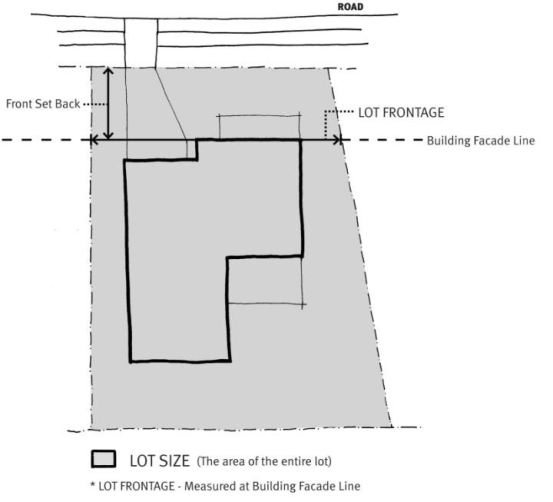 ROAD
Front Set Back
LOT FRONTAGE
Building Facade Line
LOT SIZE (The area of the entire lot)
* LOT FRONTAGE - Measured at Building Facade Line